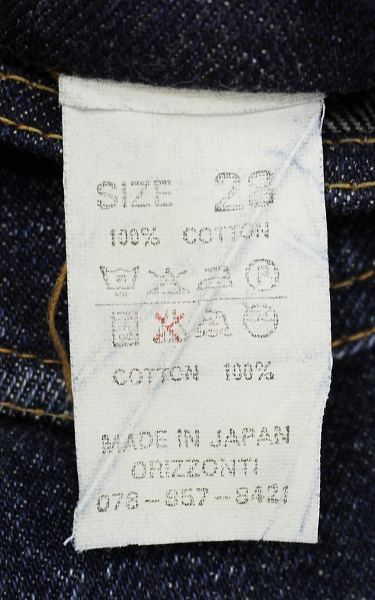 SIZE 28
100% COTTON
COTTON 100%
MADE IN JAPAN
ORIZZONTI
078-857-8421